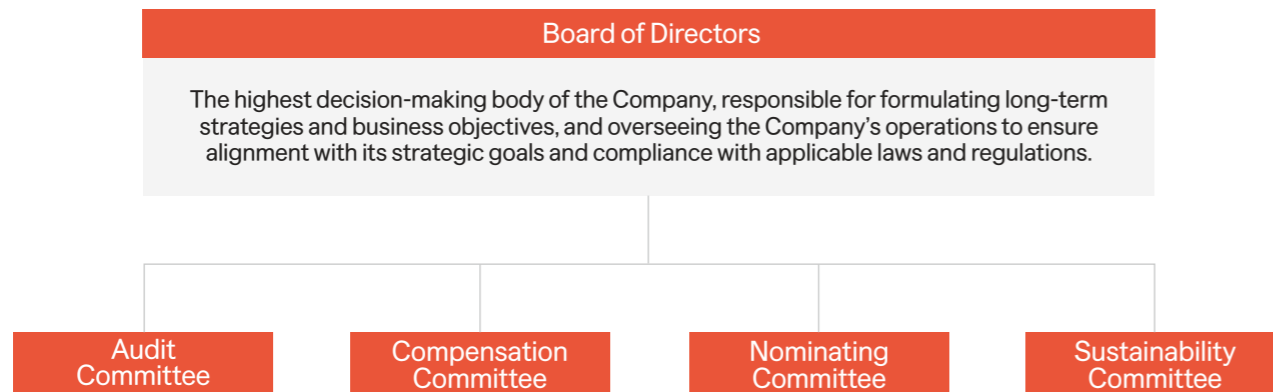 Board of Directors
The highest decision-making body of the Company, responsible for formulating long-term
strategies and business objectives, and overseeing the Company's operations to ensure
alignment with its strategic goals and compliance with applicable laws and regulations.
Audit
Committee
Compensation
Committee
Nominating
Committee
Sustainability
Committee